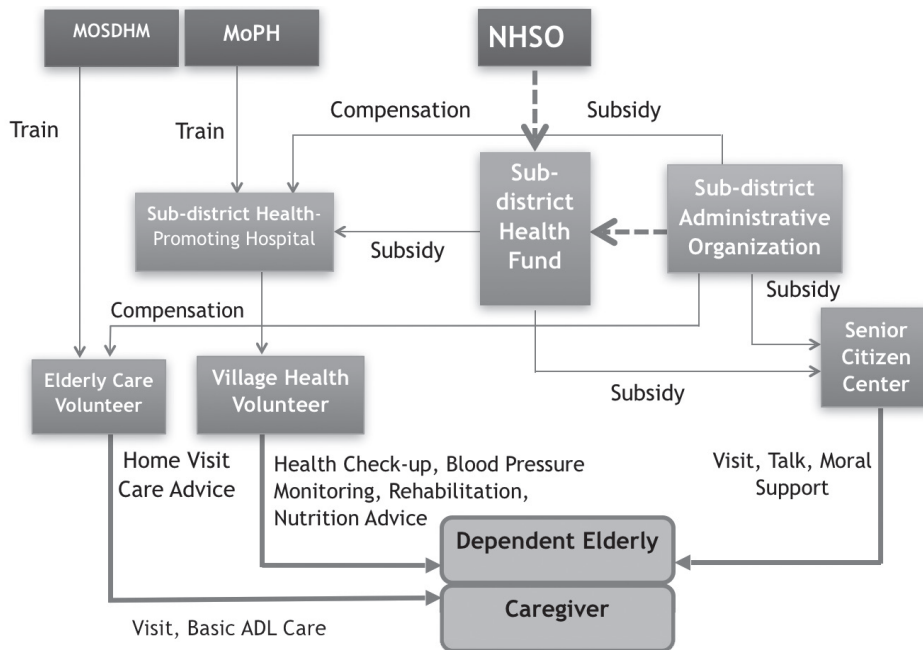 MOSDHM
MoPH
NHSO
Train
Train
Compensation
Subsidy
Sub-district Health-
Promoting Hospital
Subsidy
Sub-
district
Health
Fund
Sub-district
Administrative
Organization
Subsidy
Compensation
Elderly Care
Volunteer
Village Health
Volunteer
Subsidy
Senior
Citizen
Center
Home Visit
Care Advice
Health Check-up, Blood Pressure
Monitoring, Rehabilitation,
Nutrition Advice
Visit, Talk, Moral
Support
Dependent Elderly
Caregiver
Visit, Basic ADL Care